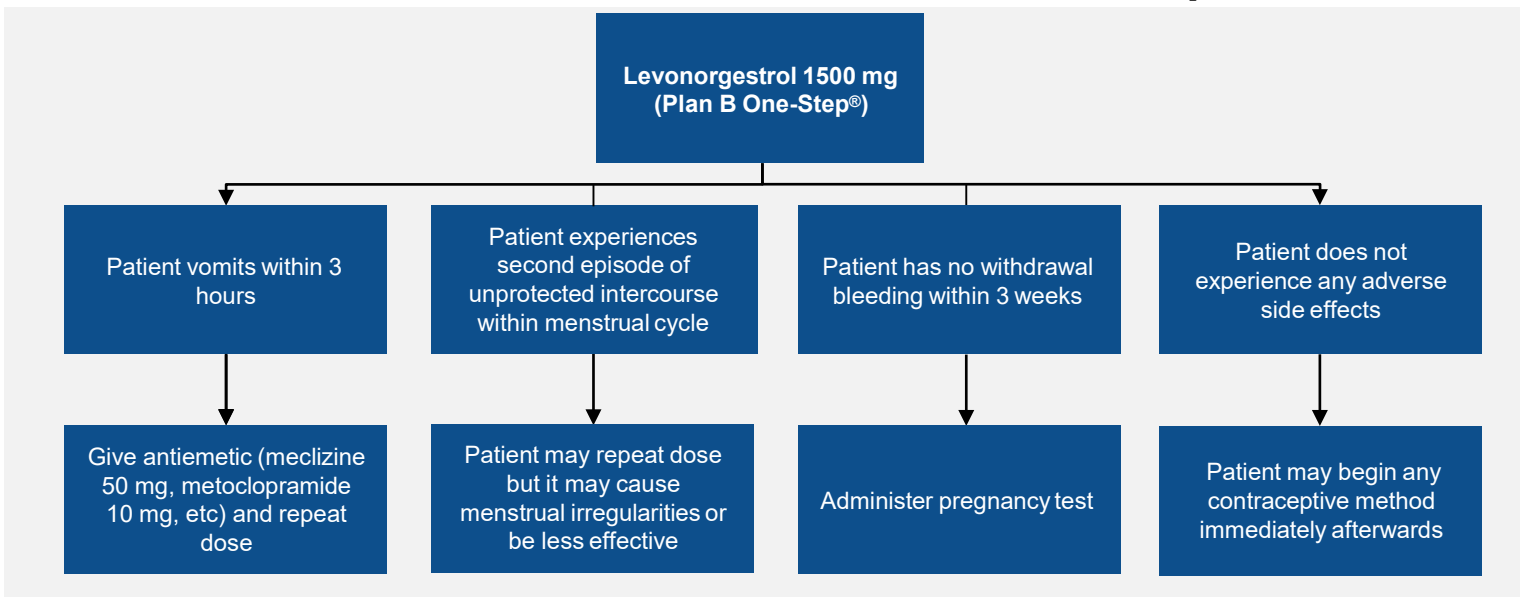 Levonorgestrol 1500 mg
(Plan B One-Step®)
Patient vomits within 3
hours
Patient experiences
second episode of
unprotected intercourse
within menstrual cycle
Patient has no withdrawal
bleeding within 3 weeks
Patient does not
experience any adverse
side effects
Give antiemetic (meclizine
50 mg, metoclopramide
10 mg, etc) and repeat
dose
Patient may repeat dose
but it may cause
menstrual irregularities or
be less effective
Administer pregnancy test
Patient may begin any
contraceptive method
immediately afterwards